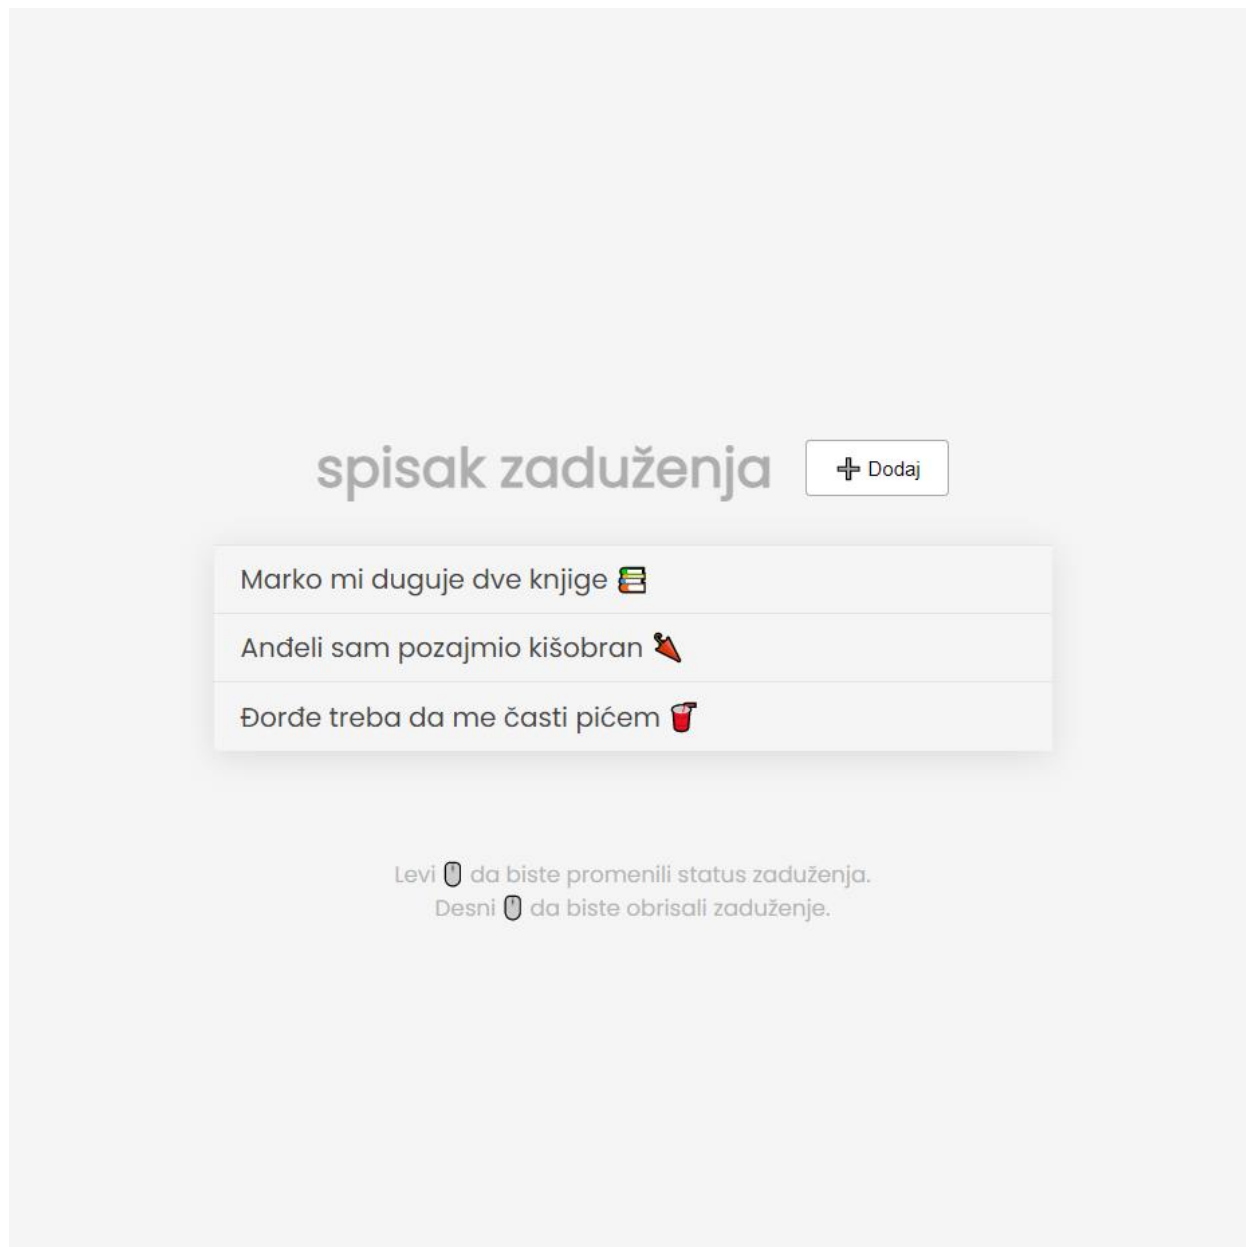 spisak zaduženja
➕ Dodaj
Marko mi duguje dve knjige 📚
Anđeli sam pozajmio kišobran 🌂
Đorđe treba da me časti pićem 🥤
Levi 🖱 da biste promenili status zaduženja.
Desni 🖱 da biste obrisali zaduženje.